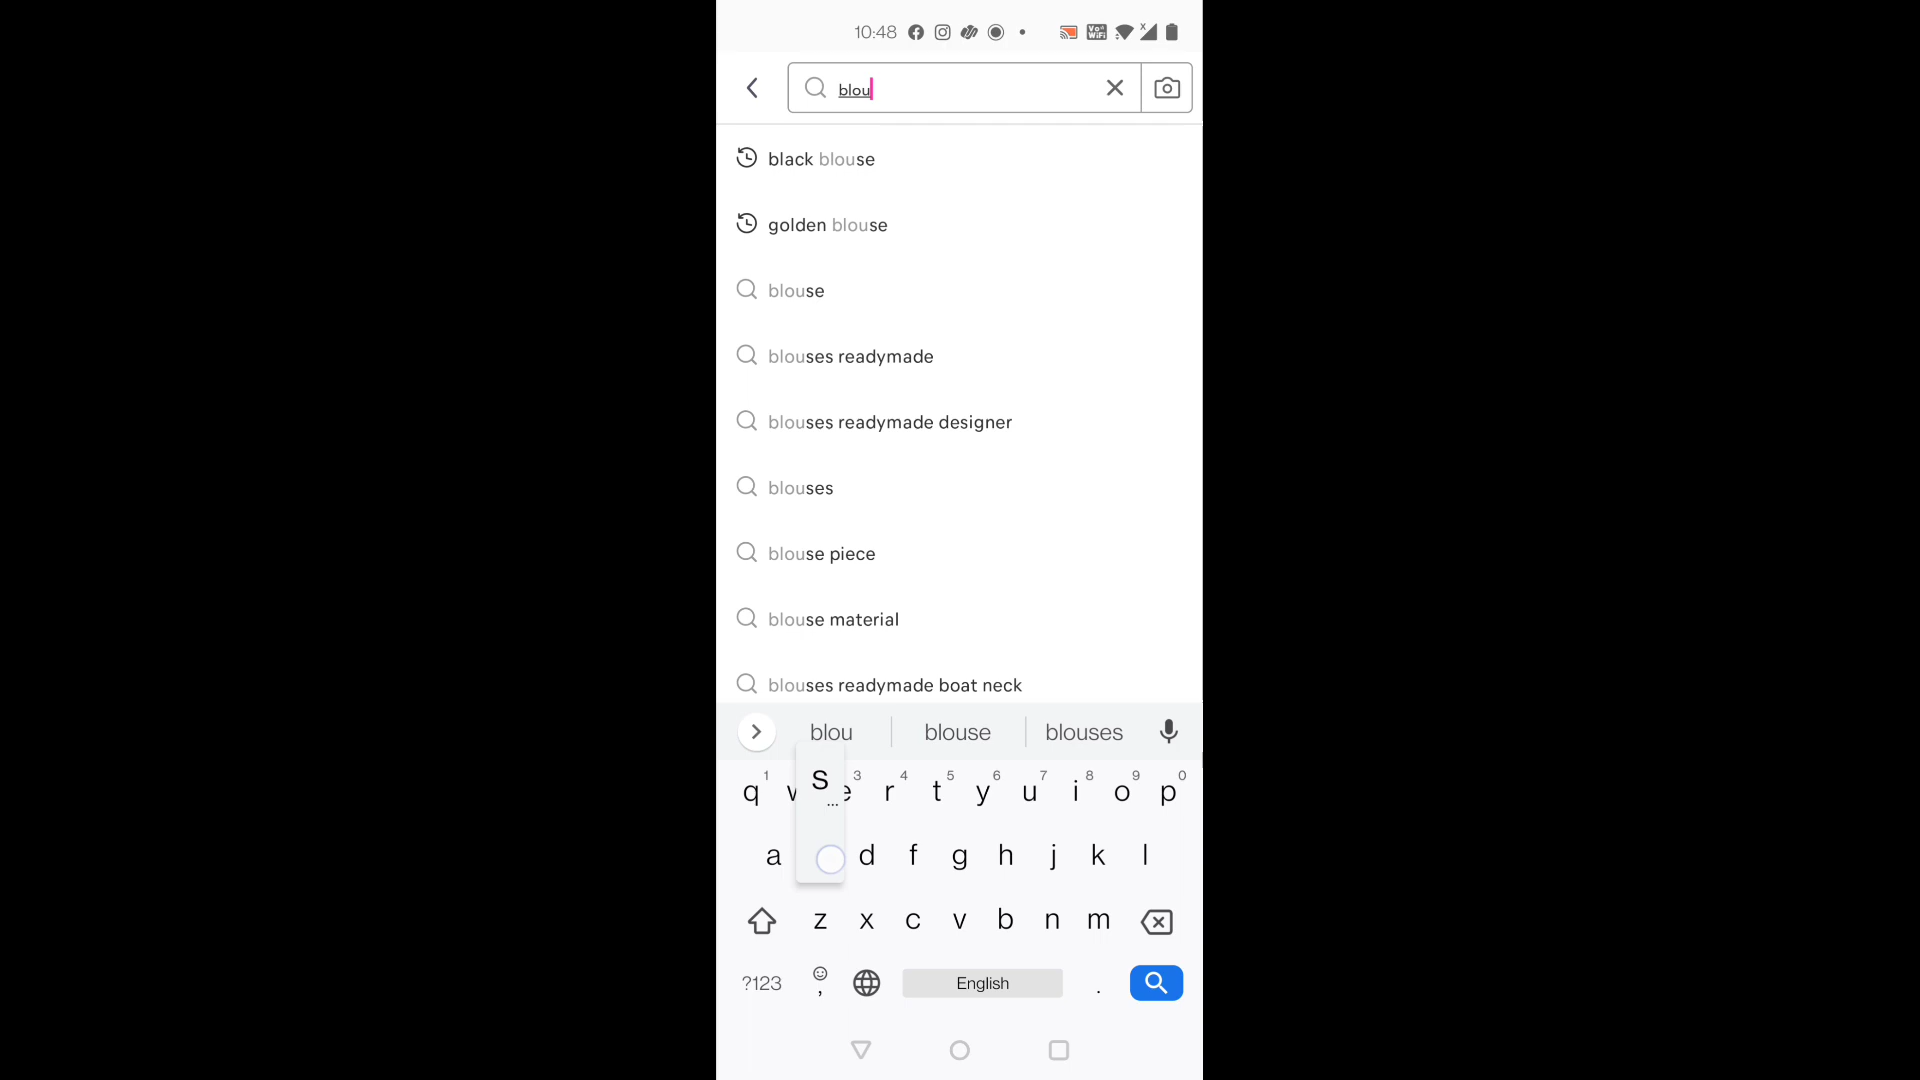 10:48
blou
black blouse
golden blouse
blouse
blouses readymade
blouses readymade designer
blouses
blouse piece
blouse material
blouses readymade boat neck
blou blouse blouses
1 3 4 5 6 7 8 9 0
q w e r t y u i o p
S
...
a d f g h j k l
z x c v b n m
?123 , English .